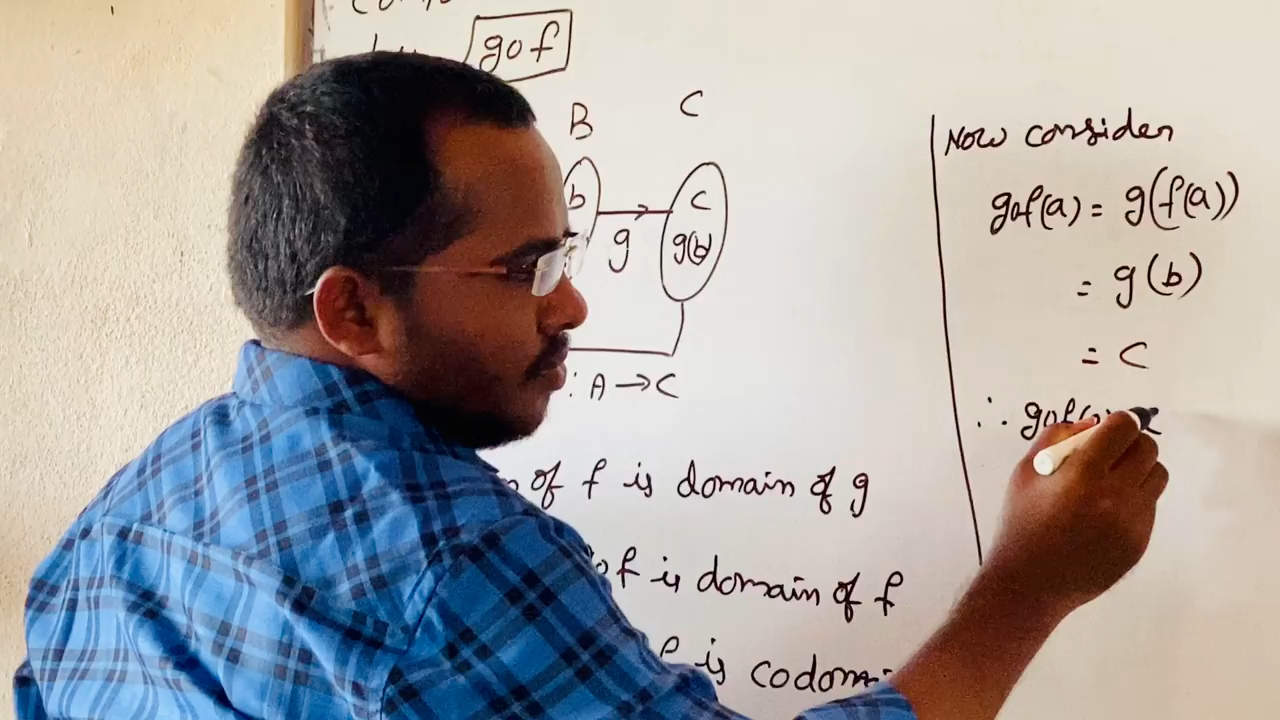 gof
B
C
b
c
g
g(b)
: A → C
of f is domain of g
of is domain of f
is codom
Now consider
gof(a) = g(f(a))
= g(b)
= c
∴ gof